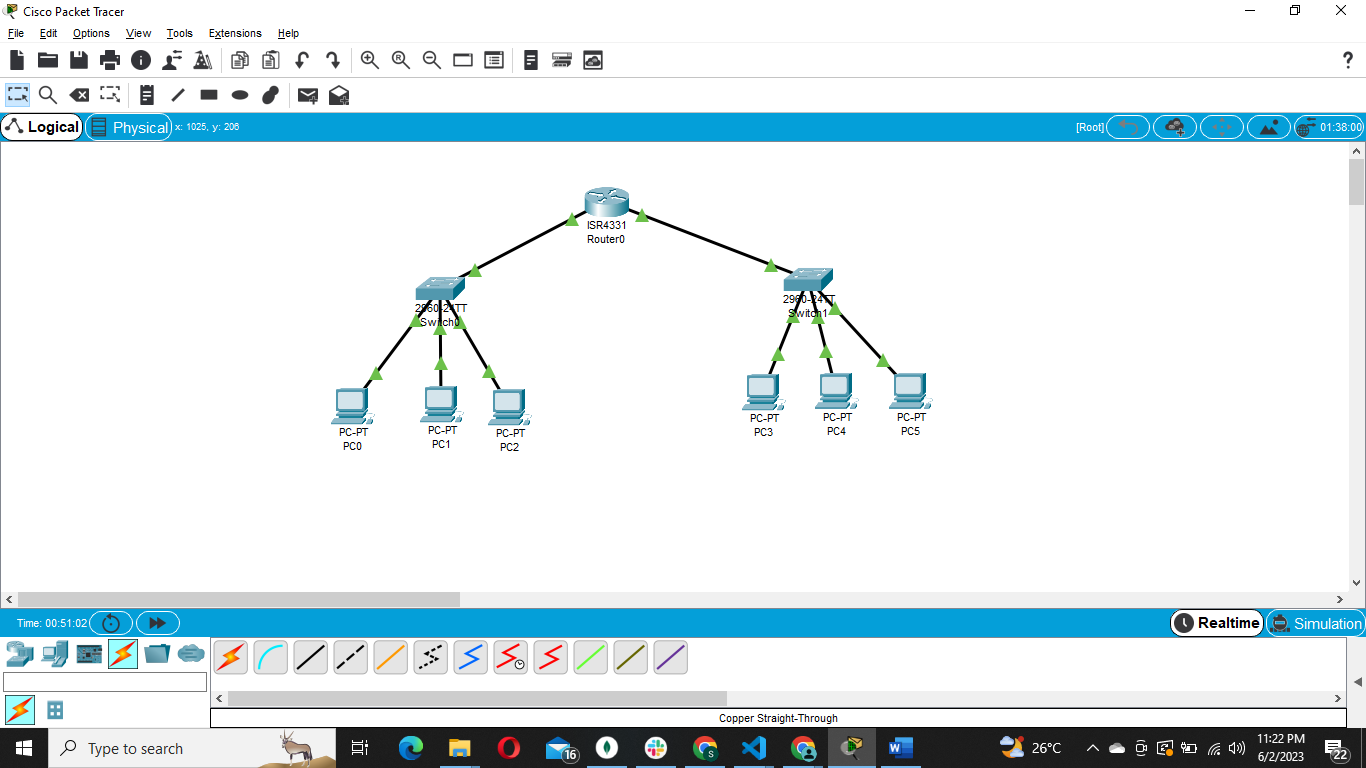 Cisco Packet Tracer
File Edit Options View Tools Extensions Help
R
?
Logical Physical x: 1025, y: 206 [Root] 01:38:00
ISR4331
Router0
2960-24TT
Switch0
2960-24TT
Switch1
PC-PT
PC0
PC-PT
PC1
PC-PT
PC2
PC-PT
PC3
PC-PT
PC4
PC-PT
PC5
Time: 00:51:02 Realtime Simulation
Copper Straight-Through
Type to search 16 S W 26°C 11:22 PM
6/2/2023
22